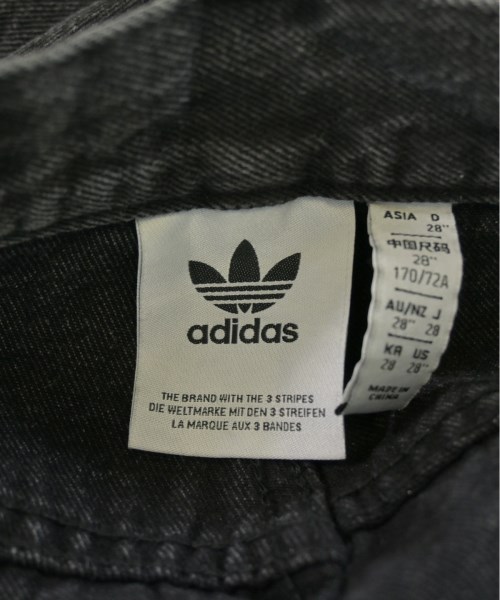 adidas
THE BRAND WITH THE 3 STRIPES
DIE WELTMARKE MIT DEN 3 STREIFEN
LA MARQUE AUX 3 BANDES
ASIA D
28"
中国尺码
28"
170/72A
AU/NZ J
28" 28
KR US
28 28"
MADE IN
CHINA